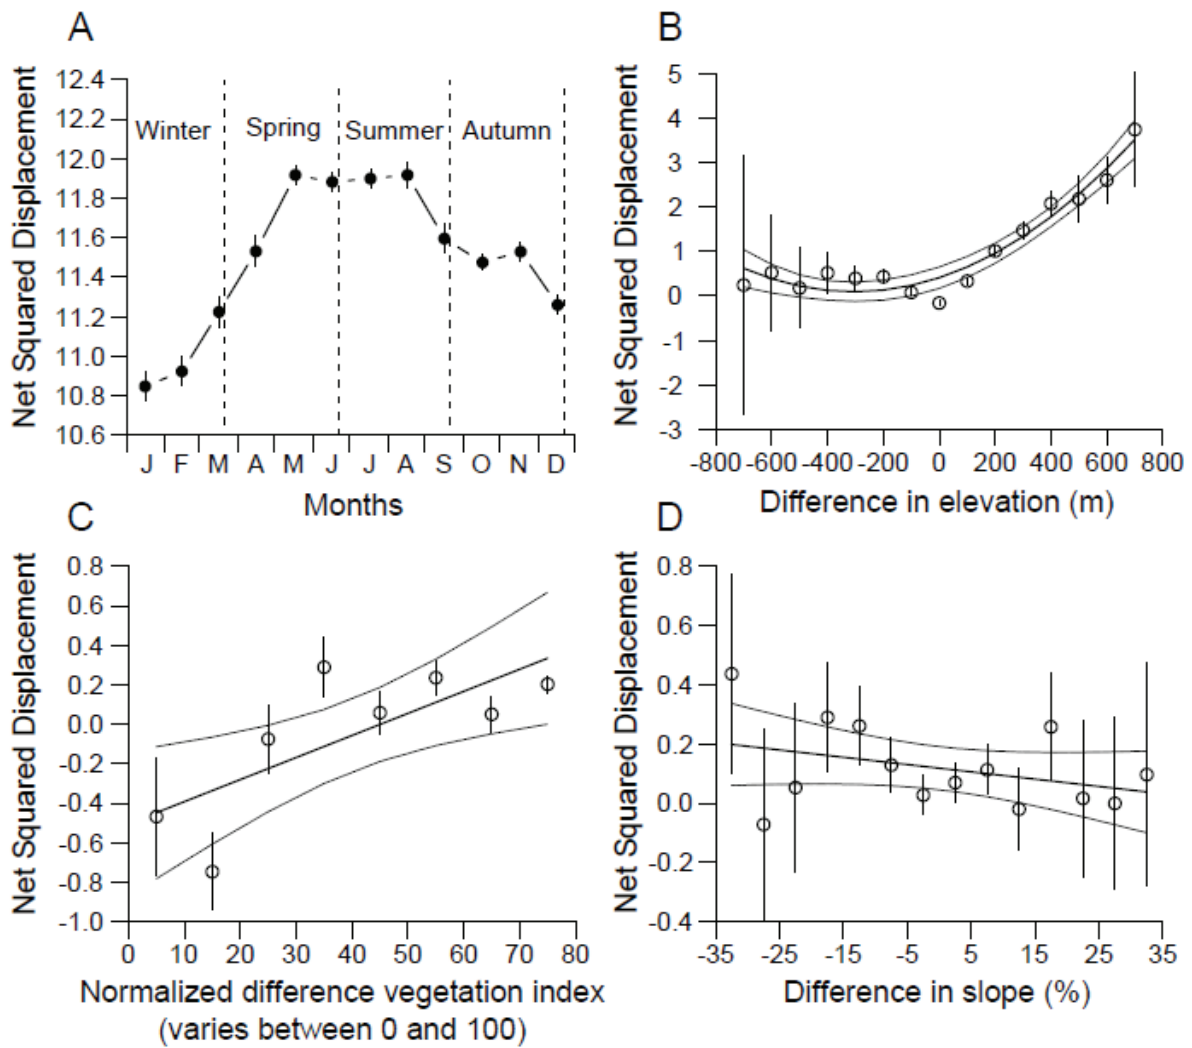 A
Net Squared Displacement
12.4
12.2
12.0
11.8
11.6
11.4
11.2
11.0
10.8
10.6
Winter
Spring
Summer
Autumn
J F M A M J J A S O N D
Months
B
Net Squared Displacement
5
4
3
2
1
0
-1
-2
-3
-800 -600 -400 -200 0 200 400 600 800
Difference in elevation (m)
C
Net Squared Displacement
0.8
0.6
0.4
0.2
0.0
-0.2
-0.4
-0.6
-0.8
-1.0
0 10 20 30 40 50 60 70 80
Normalized difference vegetation index
(varies between 0 and 100)
D
Net Squared Displacement
0.8
0.6
0.4
0.2
0.0
-0.2
-0.4
-35 -25 -15 -5 5 15 25 35
Difference in slope (%)